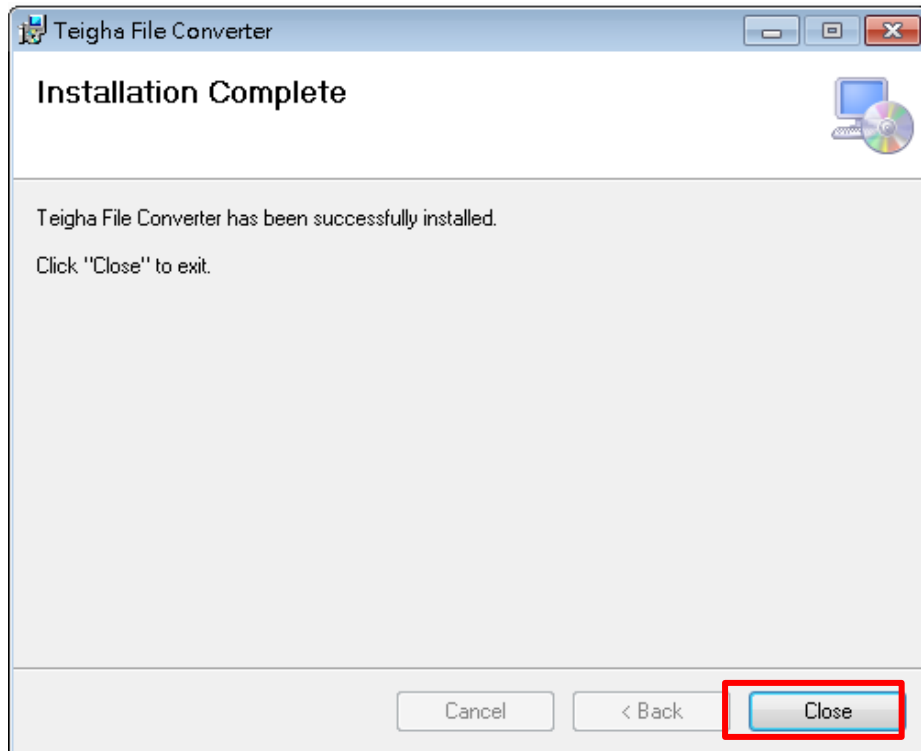 Teigha File Converter
Installation Complete
Teigha File Converter has been successfully installed.
Click "Close" to exit.
Cancel
< Back
Close